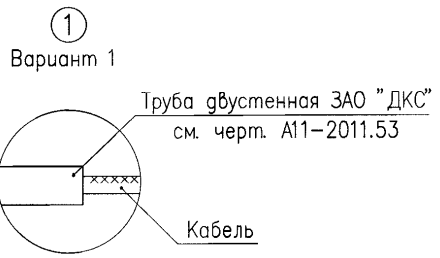 1
Вариант 1
Труба двустенная ЗАО "ДКС"
см. черт. А11-2011.53
Кабель